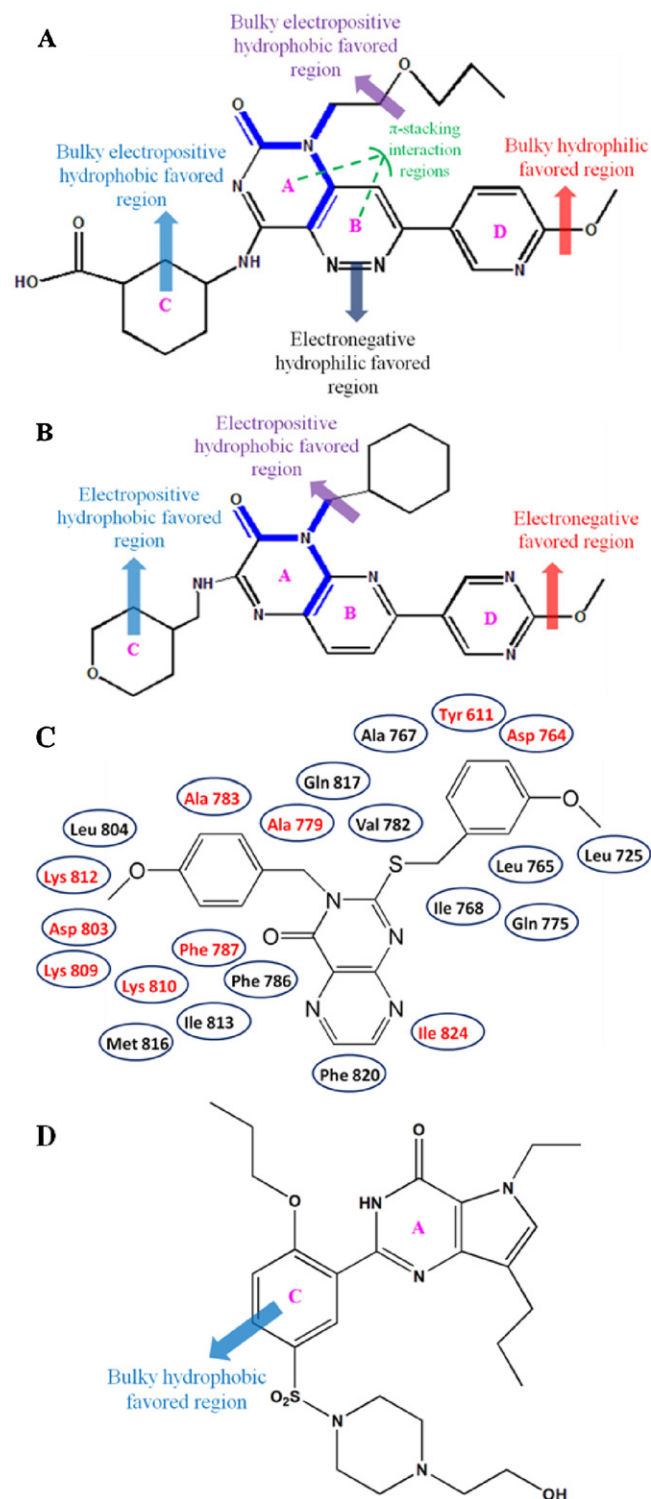 A
Bulky electropositive
hydrophobic favored
region
O
O
N
π-stacking
interaction
regions
Bulky electropositive
hydrophobic favored
region
Bulky hydrophilic
favored region
N
A
B
D
O
O
NH
N
N
N
HO
C
Electronegative
hydrophilic favored
region
B
Electropositive
hydrophobic favored
region
Electropositive
hydrophobic favored
region
Electronegative
favored region
O
N
N
N
NH
A
B
D
O
N
N
C
O
C
Tyr 611
Ala 767
Asp 764
Gln 817
Ala 783
Leu 804
Ala 779
Val 782
O
Leu 725
O
S
Leu 765
Lys 812
N
Ile 768
Gln 775
Asp 803
O
N
Phe 787
Lys 809
Lys 810
Phe 786
N
N
Ile 813
Ile 824
Met 816
Phe 820
D
O
N
O
NH
A
N
C
Bulky hydrophobic
favored region
O₂S
N
N
OH